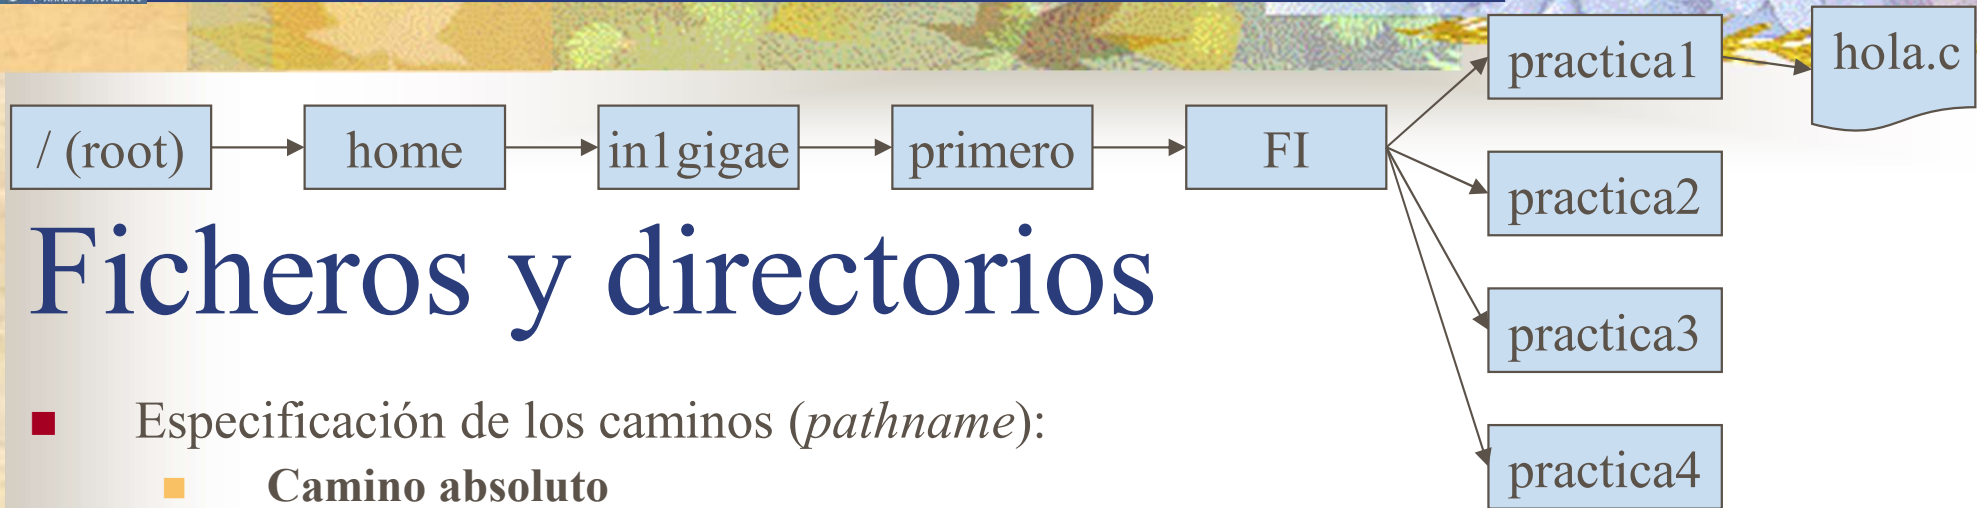 practica1
hola.c
/ (root)
home
in1gigae
primero
FI
practica2
Ficheros y directorios
practica3
Especificación de los caminos (pathname):
Camino absoluto
practica4